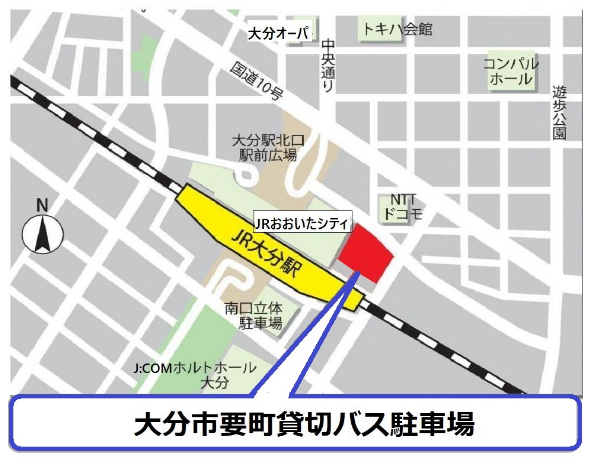 大分オーパ
トキハ会館
中央通り
コンパル
ホール
国道10号
遊歩公園
大分駅北口
駅前広場
NTT
ドコモ
N
JRおおいたシティ
JR大分駅
南口立体
駐車場
J:COMホルトホール
大分
大分市要町貸切バス駐車場